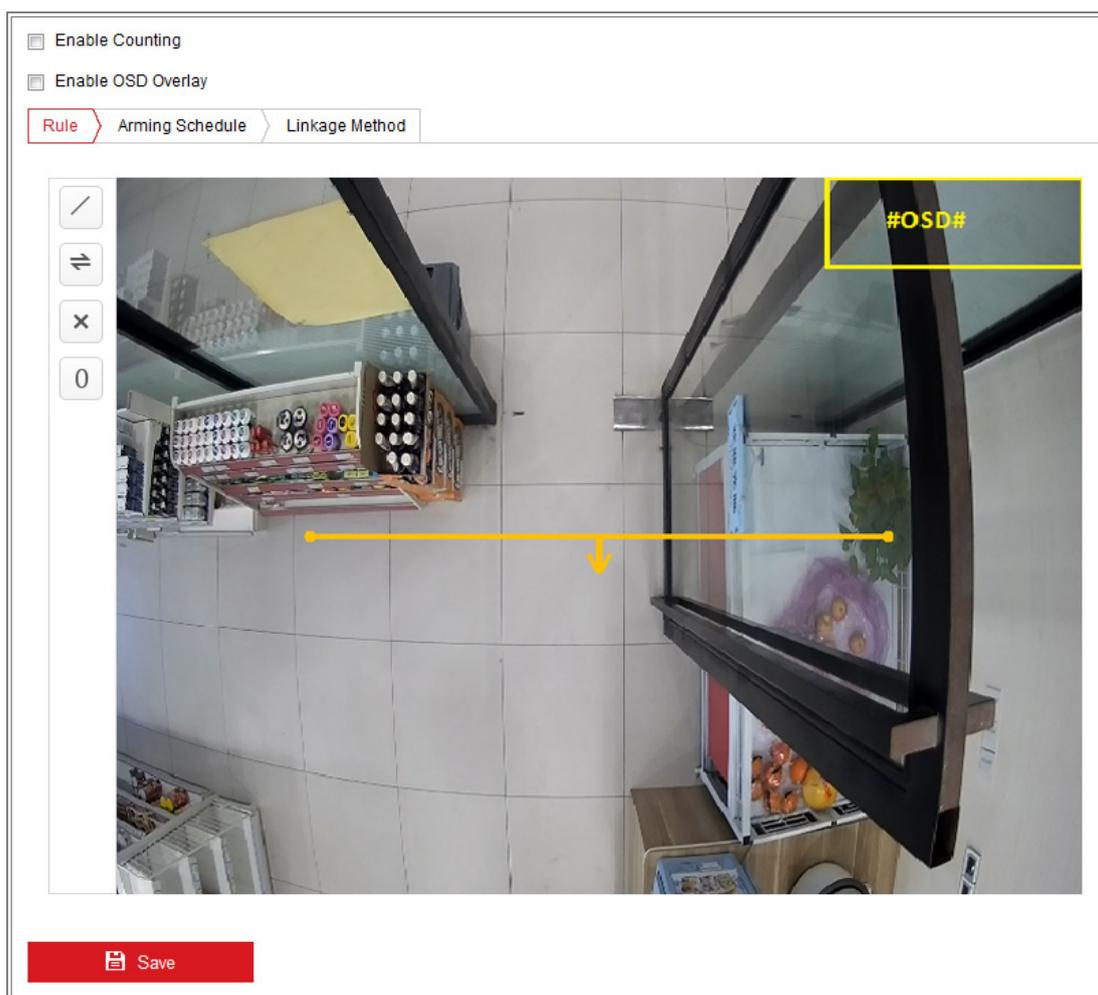 Enable Counting
Enable OSD Overlay
Rule
Arming Schedule
Linkage Method
#OSD#
0
Save